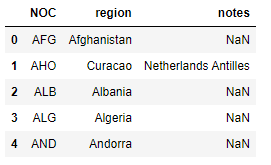 NOC region notes
0 AFG Afghanistan NaN
1 AHO Curacao Netherlands Antilles
2 ALB Albania NaN
3 ALG Algeria NaN
4 AND Andorra NaN